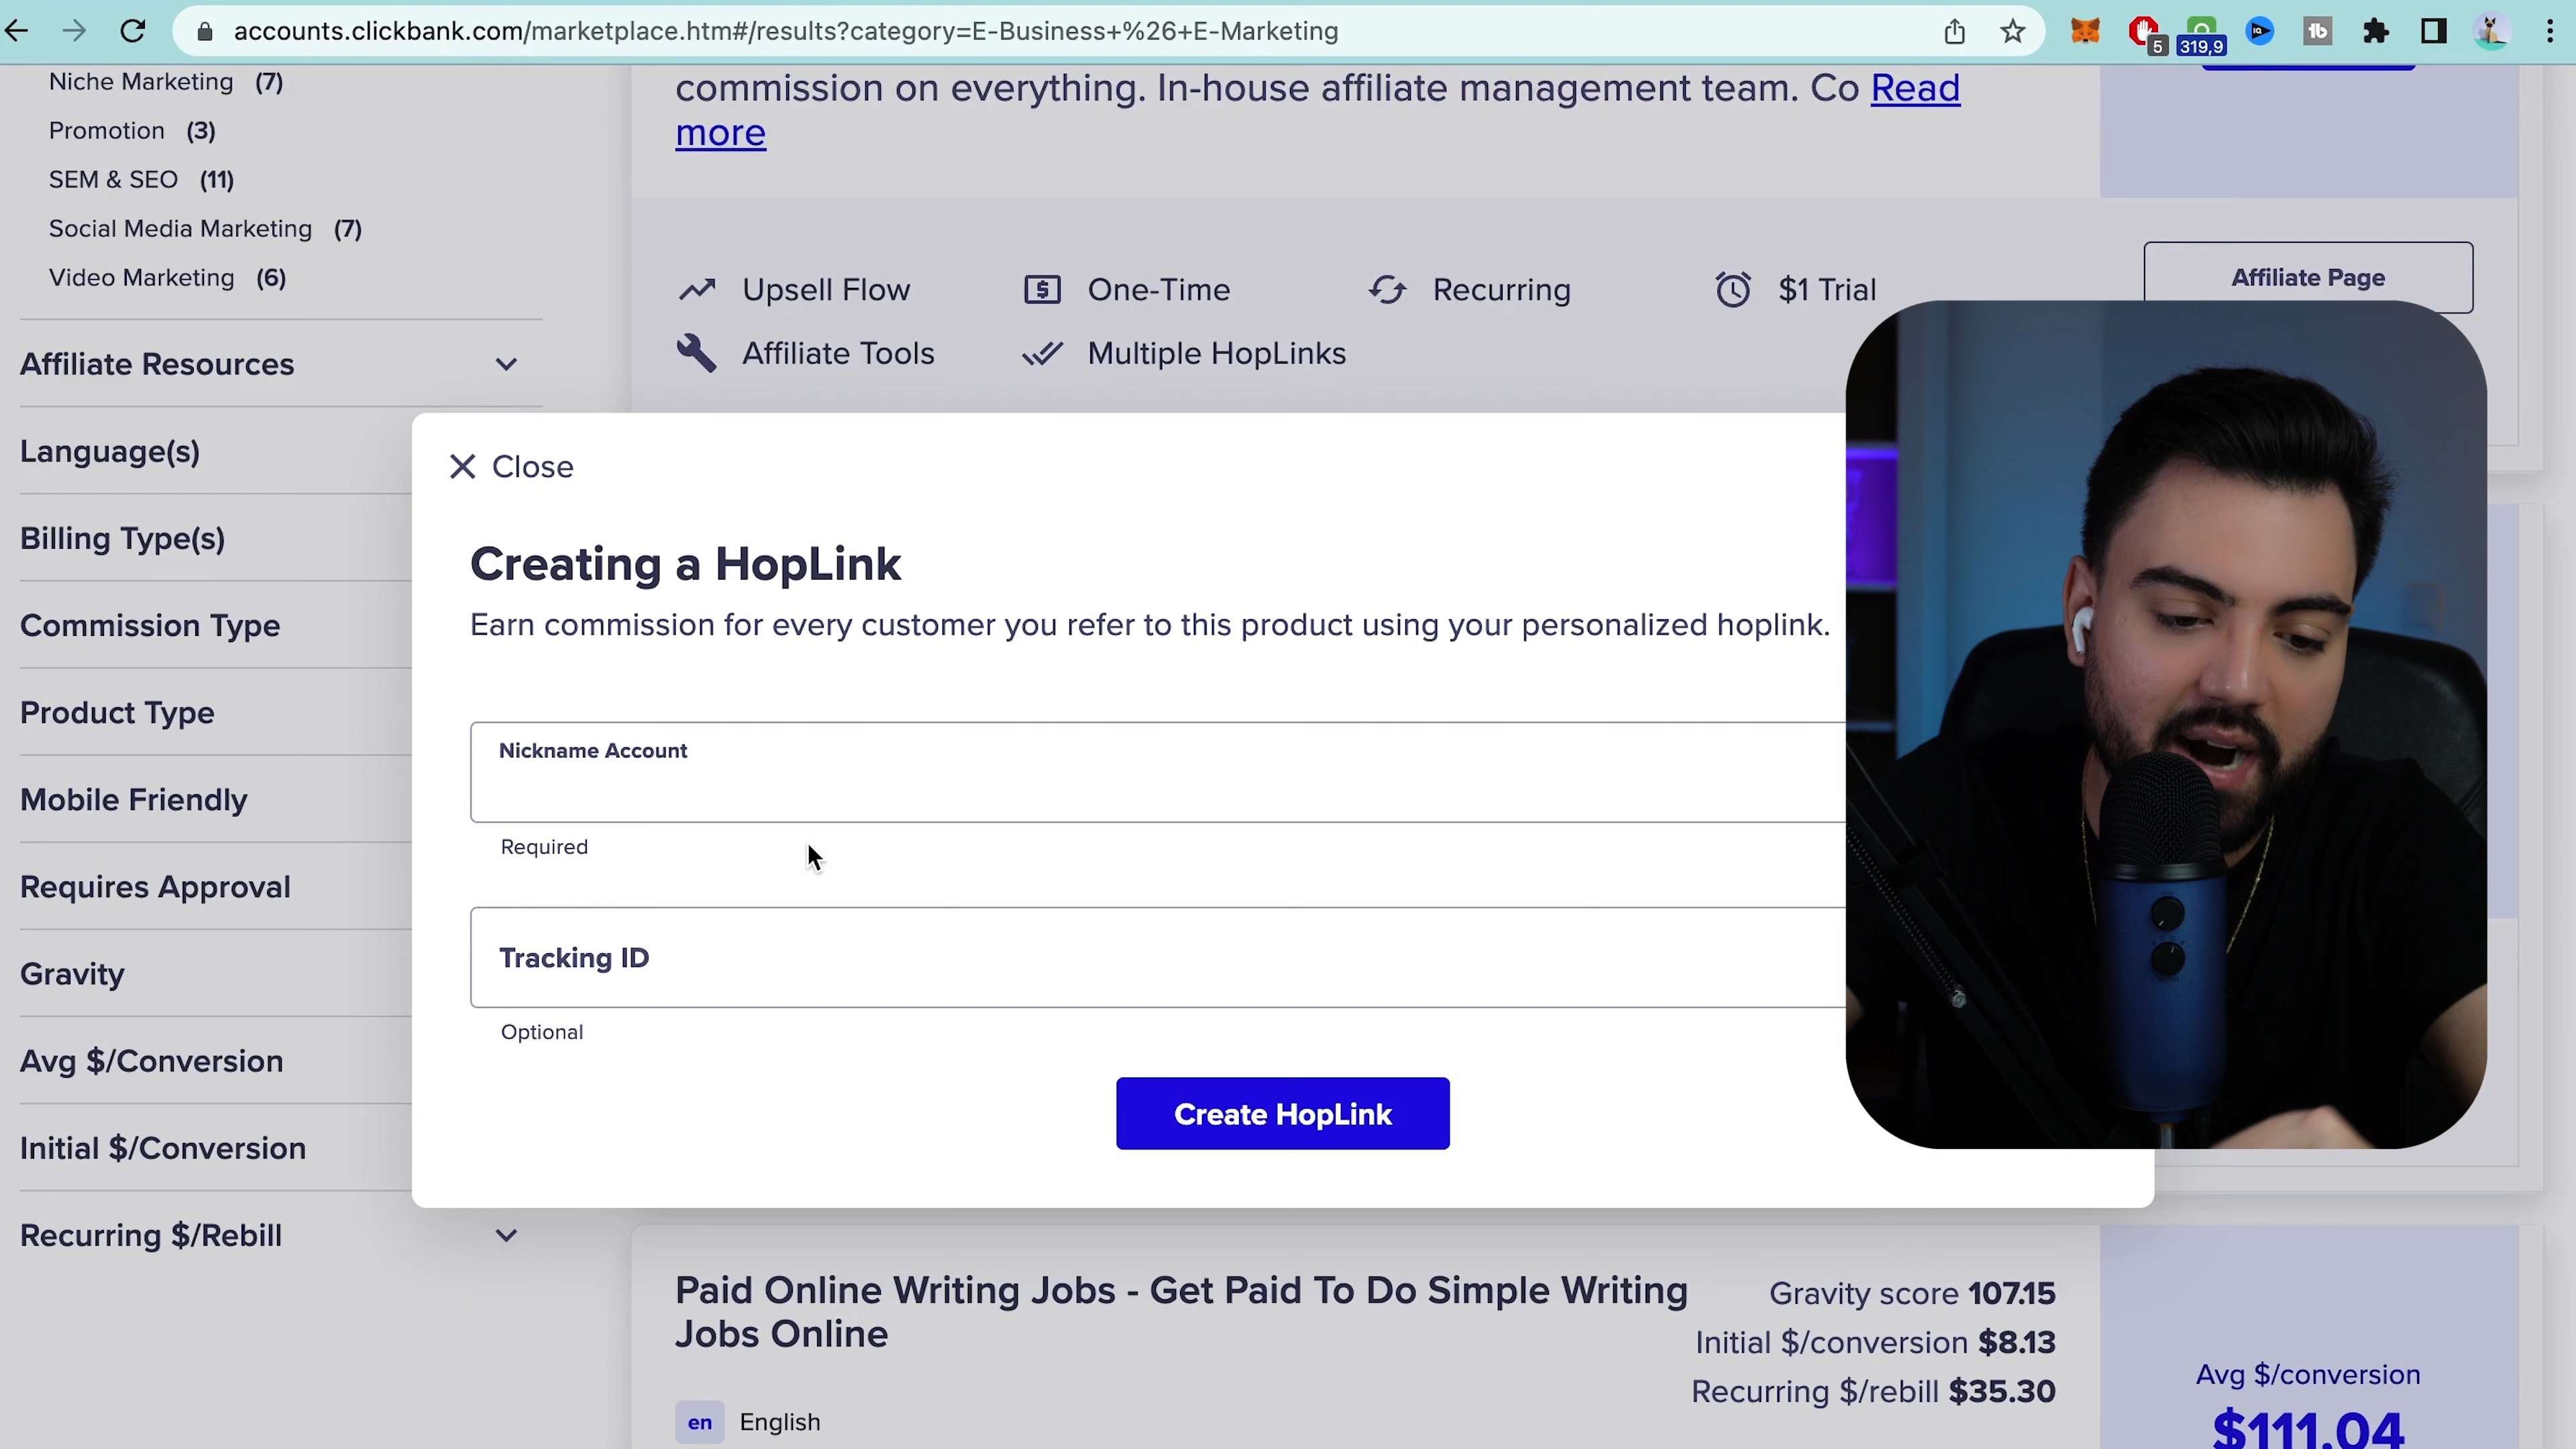 accounts.clickbank.com/marketplace.htm#/results?category=E-Business+%26+E-Marketing
5
319,9
Niche Marketing (7)
Promotion (3)
SEM & SEO (11)
Social Media Marketing (7)
Video Marketing (6)
Affiliate Resources
Language(s)
Billing Type(s)
Commission Type
Product Type
Mobile Friendly
Requires Approval
Gravity
Avg $/Conversion
Initial $/Conversion
Recurring $/Rebill
commission on everything. In-house affiliate management team. Co Read
more
Upsell Flow One-Time Recurring $1 Trial
Affiliate Tools Multiple HopLinks
Affiliate Page
Close
Creating a HopLink
Earn commission for every customer you refer to this product using your personalized hoplink.
Nickname Account
Required
Tracking ID
Optional
Create HopLink
Paid Online Writing Jobs - Get Paid To Do Simple Writing
Jobs Online
en English
Gravity score 107.15
Initial $/conversion $8.13
Recurring $/rebill $35.30
Avg $/conversion
$111.04